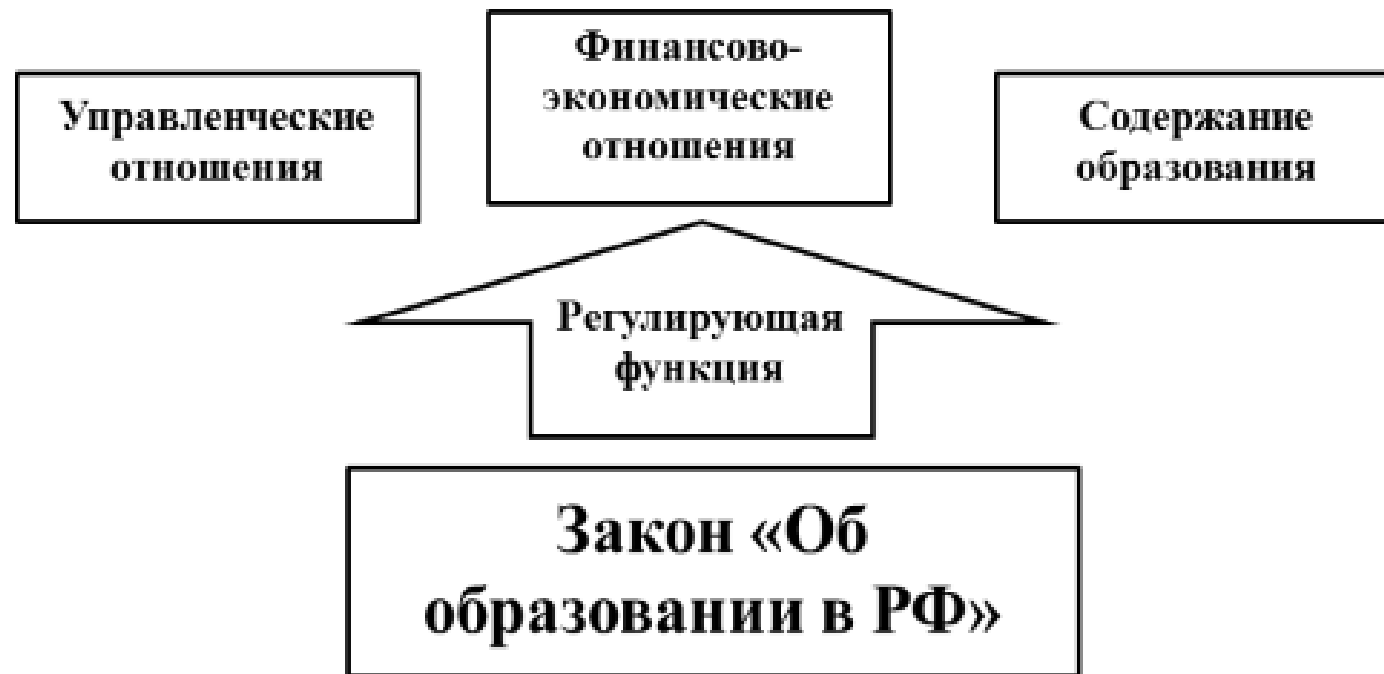 Управленческие
отношения
Финансово-
экономические
отношения
Содержание
образования
Регулирующая
функция
Закон «Об
образовании в РФ»